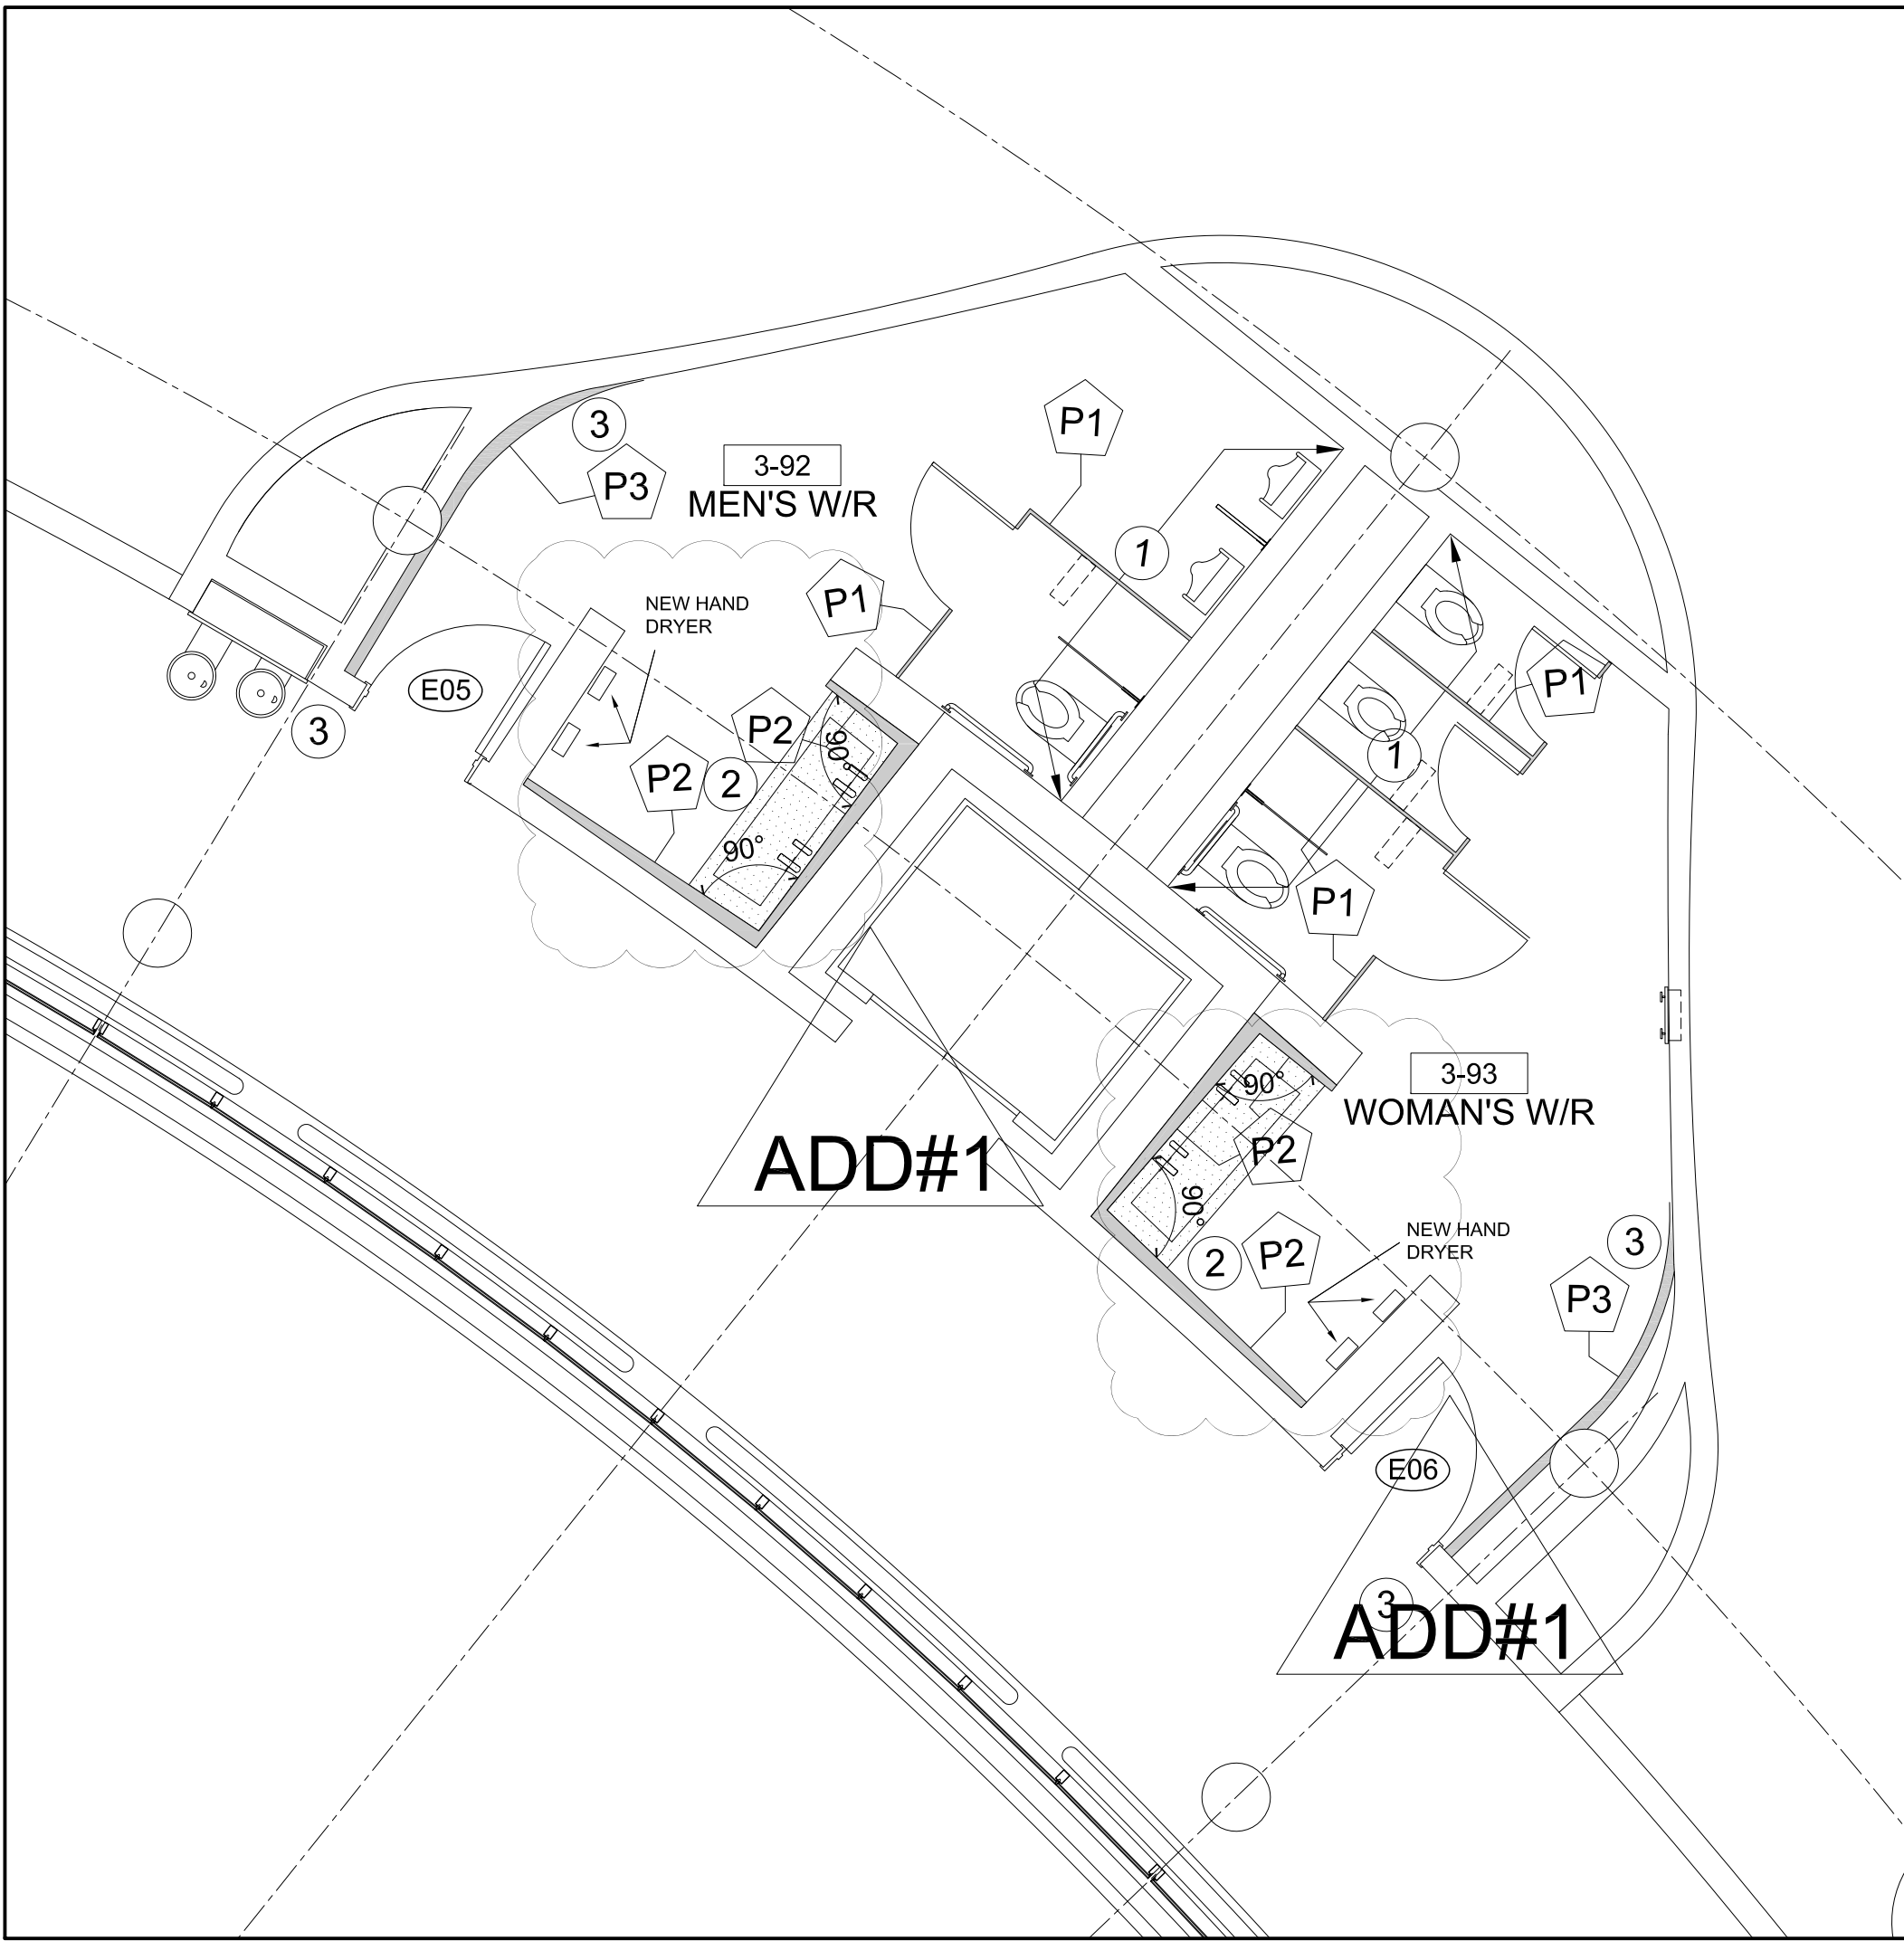 P1
3
3-92
P3
MEN'S W/R
1
NEW HAND
DRYER
P1
E05
P1
3
P2
90°
P2
2
1
90°
P1
3-93
90°
WOMAN'S W/R
P2
ADD#1
90°
NEW HAND
DRYER
3
2
P2
P3
E06
3
ADD#1